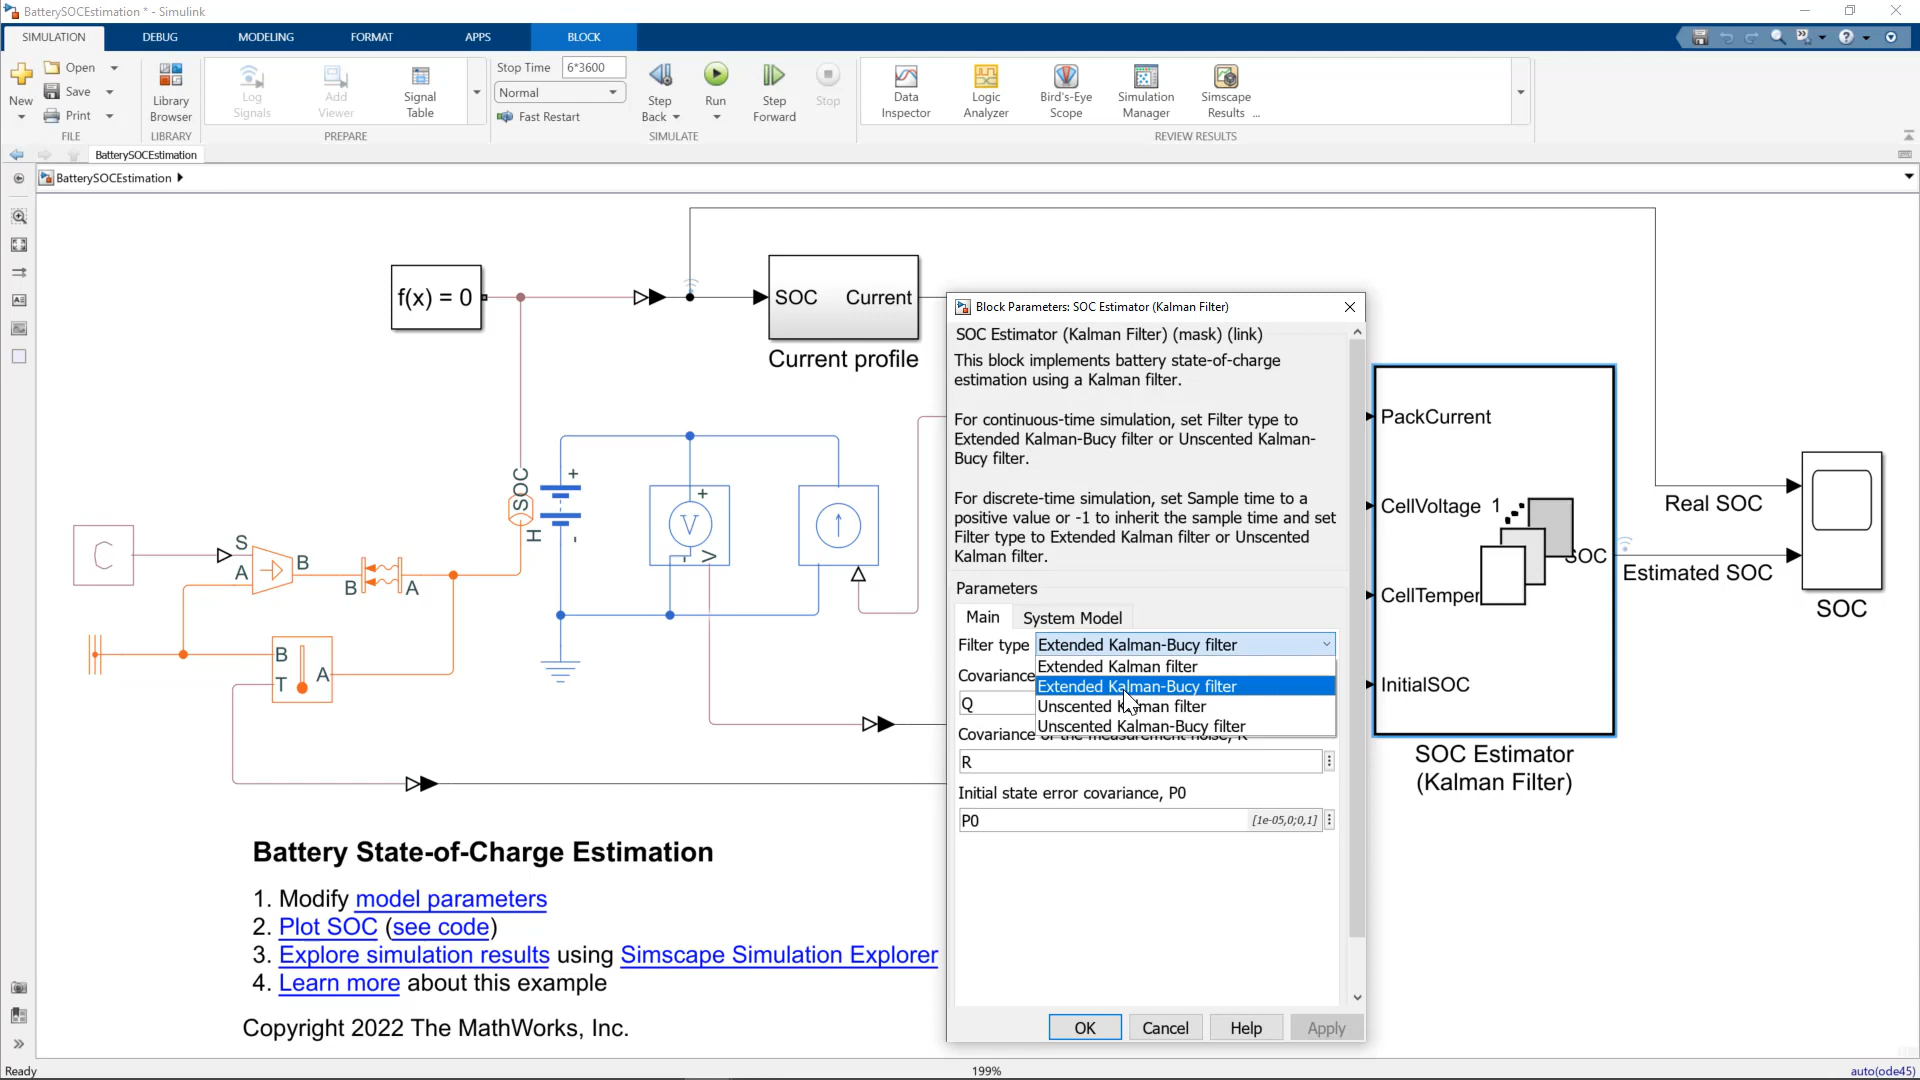 BatterySOCEstimation * - Simulink
SIMULATION
DEBUG
MODELING
FORMAT
APPS
BLOCK
New
Open
Save
Print
FILE
Library
Browser
LIBRARY
Log
Signals
Add
Viewer
Signal
Table
PREPARE
Stop Time
6*3600
Normal
Fast Restart
Step
Back
Run
Step
Forward
Stop
SIMULATE
Data
Inspector
Logic
Analyzer
Bird's-Eye
Scope
Simulation
Manager
Simscape
Results ...
REVIEW RESULTS
BatterySOCEstimation
BatterySOCEstimation
f(x) = 0
SOC Current
Current profile
C
S
A
B
B
A
B
T
A
SOC
H
+
-
+
V
-
V
Block Parameters: SOC Estimator (Kalman Filter)
SOC Estimator (Kalman Filter) (mask) (link)
This block implements battery state-of-charge
estimation using a Kalman filter.
For continuous-time simulation, set Filter type to
Extended Kalman-Bucy filter or Unscented Kalman-
Bucy filter.
For discrete-time simulation, set Sample time to a
positive value or -1 to inherit the sample time and set
Filter type to Extended Kalman filter or Unscented
Kalman filter.
Parameters
Main
System Model
Filter type
Extended Kalman-Bucy filter
Extended Kalman filter
Extended Kalman-Bucy filter
Unscented Kalman filter
Unscented Kalman-Bucy filter
Covariance
Q
Covariance of the measurement noise, R
R
Initial state error covariance, P0
P0
[1e-05,0;0,1]
OK
Cancel
Help
Apply
PackCurrent
CellVoltage
1
CellTemper
InitialSOC
SOC
SOC Estimator
(Kalman Filter)
Real SOC
Estimated SOC
SOC
Battery State-of-Charge Estimation
1. Modify model parameters
2. Plot SOC (see code)
3. Explore simulation results using Simscape Simulation Explorer
4. Learn more about this example
Copyright 2022 The MathWorks, Inc.
Ready
199%
auto(ode45)